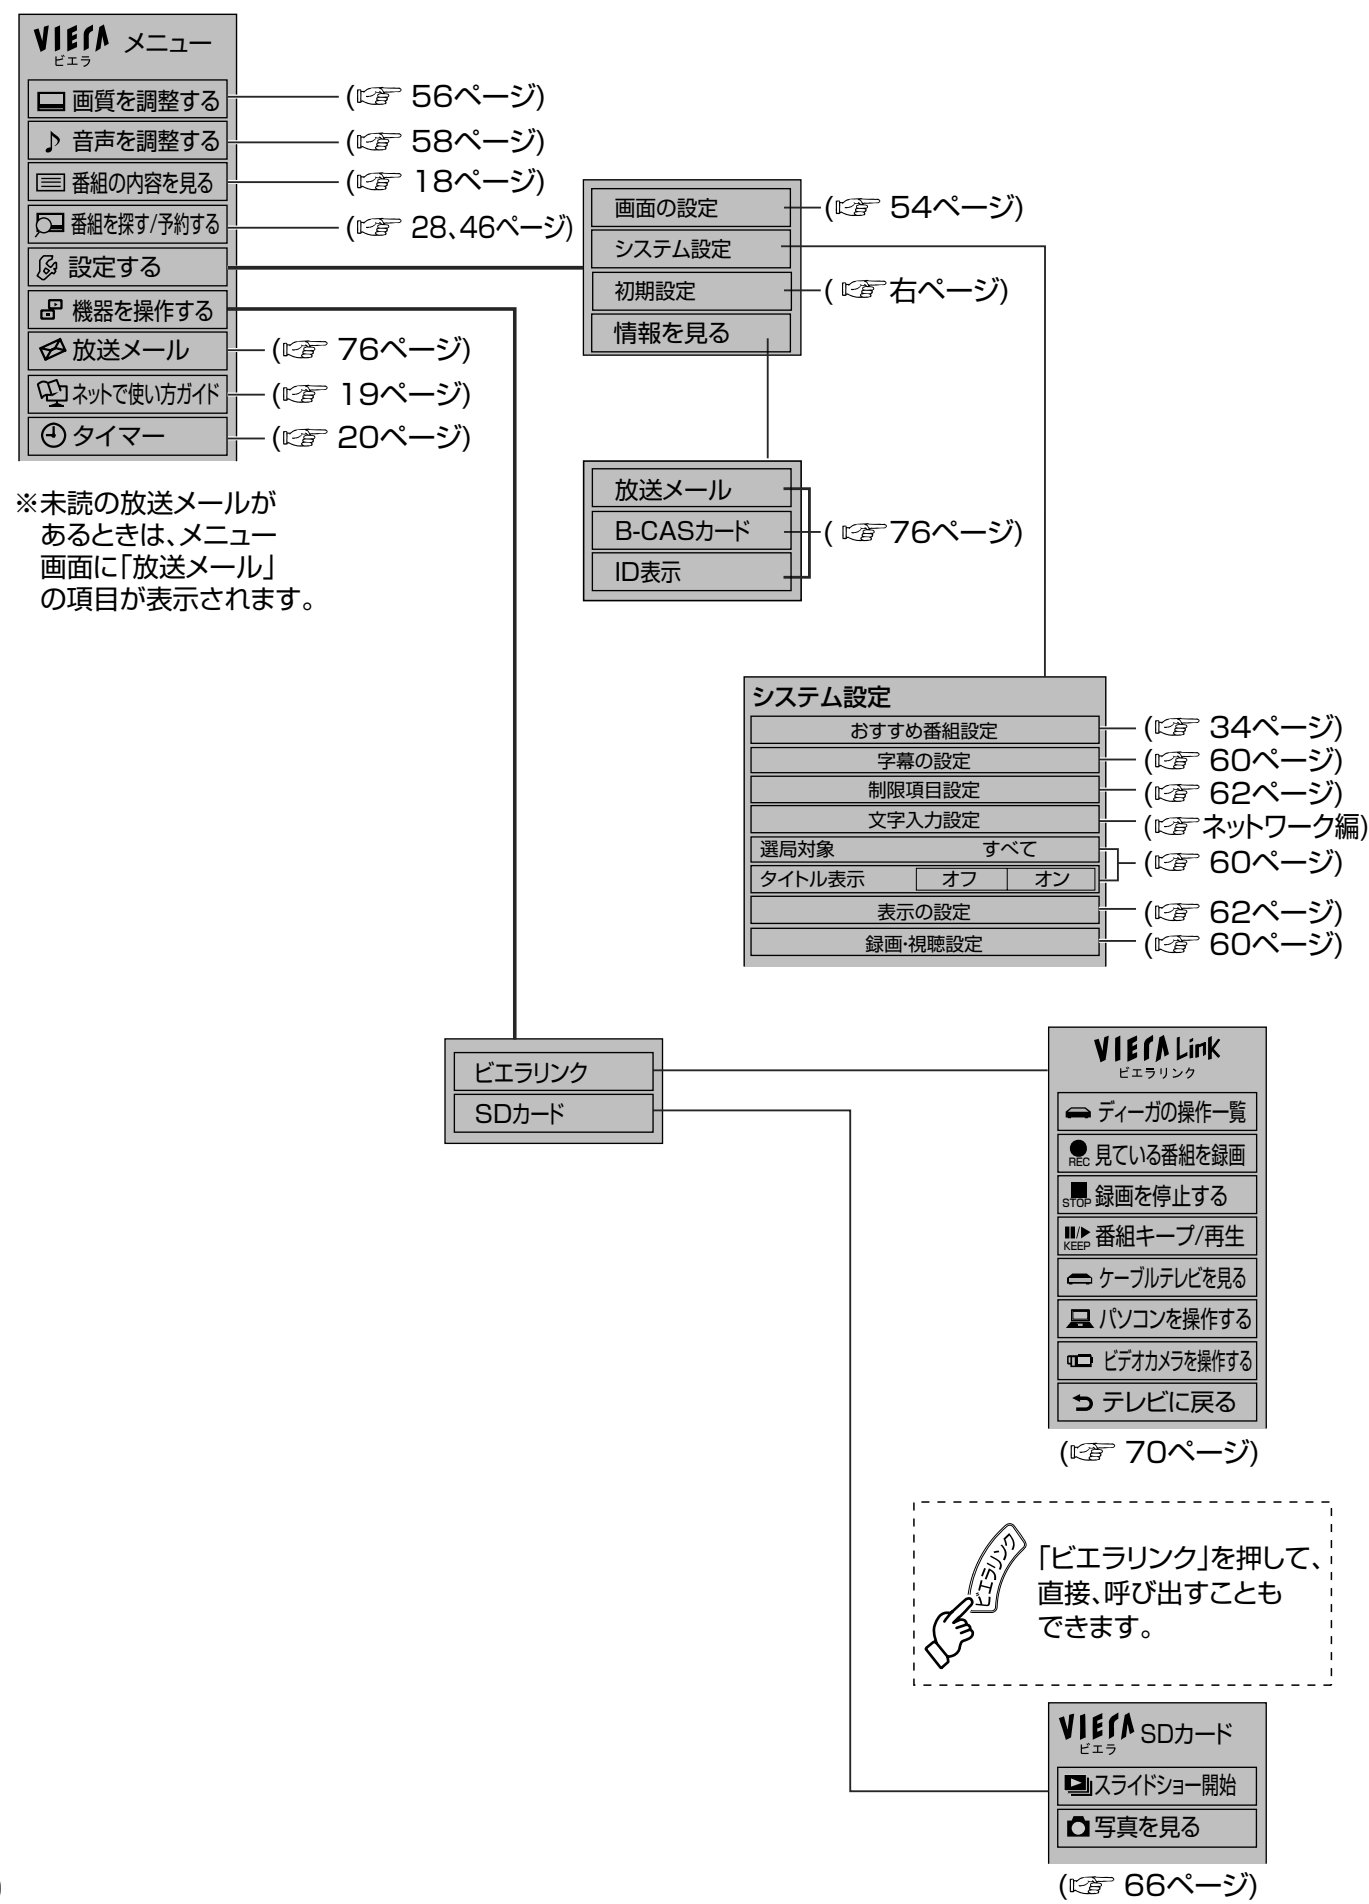 VIERA メニュー
ビエラ
画質を調整する
(☞ 56ページ)
音声を調整する
(☞ 58ページ)
番組の内容を見る
(☞ 18ページ)
番組を探す/予約する
(☞ 28、46ページ)
設定する
機器を操作する
放送メール
(☞ 76ページ)
ネットで使い方ガイド
(☞ 19ページ)
タイマー
(☞ 20ページ)
※未読の放送メールが
あるときは、メニュー
画面に「放送メール」
の項目が表示されます。
画面の設定
(☞ 54ページ)
システム設定
初期設定
(☞右ページ)
情報を見る
放送メール
B-CASカード
(☞76ページ)
ID表示
システム設定
おすすめ番組設定
(☞ 34ページ)
字幕の設定
(☞ 60ページ)
制限項目設定
(☞ 62ページ)
文字入力設定
(☞ネットワーク編)
選局対象 すべて
タイトル表示 オフ オン
(☞ 60ページ)
表示の設定
(☞ 62ページ)
録画・視聴設定
(☞ 60ページ)
ビエラリンク
SDカード
VIERA Link
ビエラリンク
ディーガの操作一覧
REC 見ている番組を録画
STOP 録画を停止する
KEEP 番組キープ/再生
ケーブルテレビを見る
パソコンを操作する
ビデオカメラを操作する
テレビに戻る
(☞ 70ページ)
ビエラリンク
「ビエラリンク」を押して、
直接、呼び出すことも
できます。
VIERA SDカード
ビエラ
スライドショー開始
写真を見る
(☞ 66ページ)